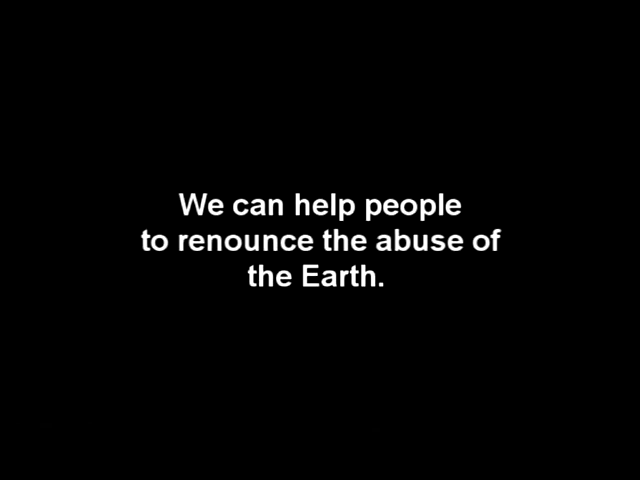 We can help people
to renounce the abuse of
the Earth.